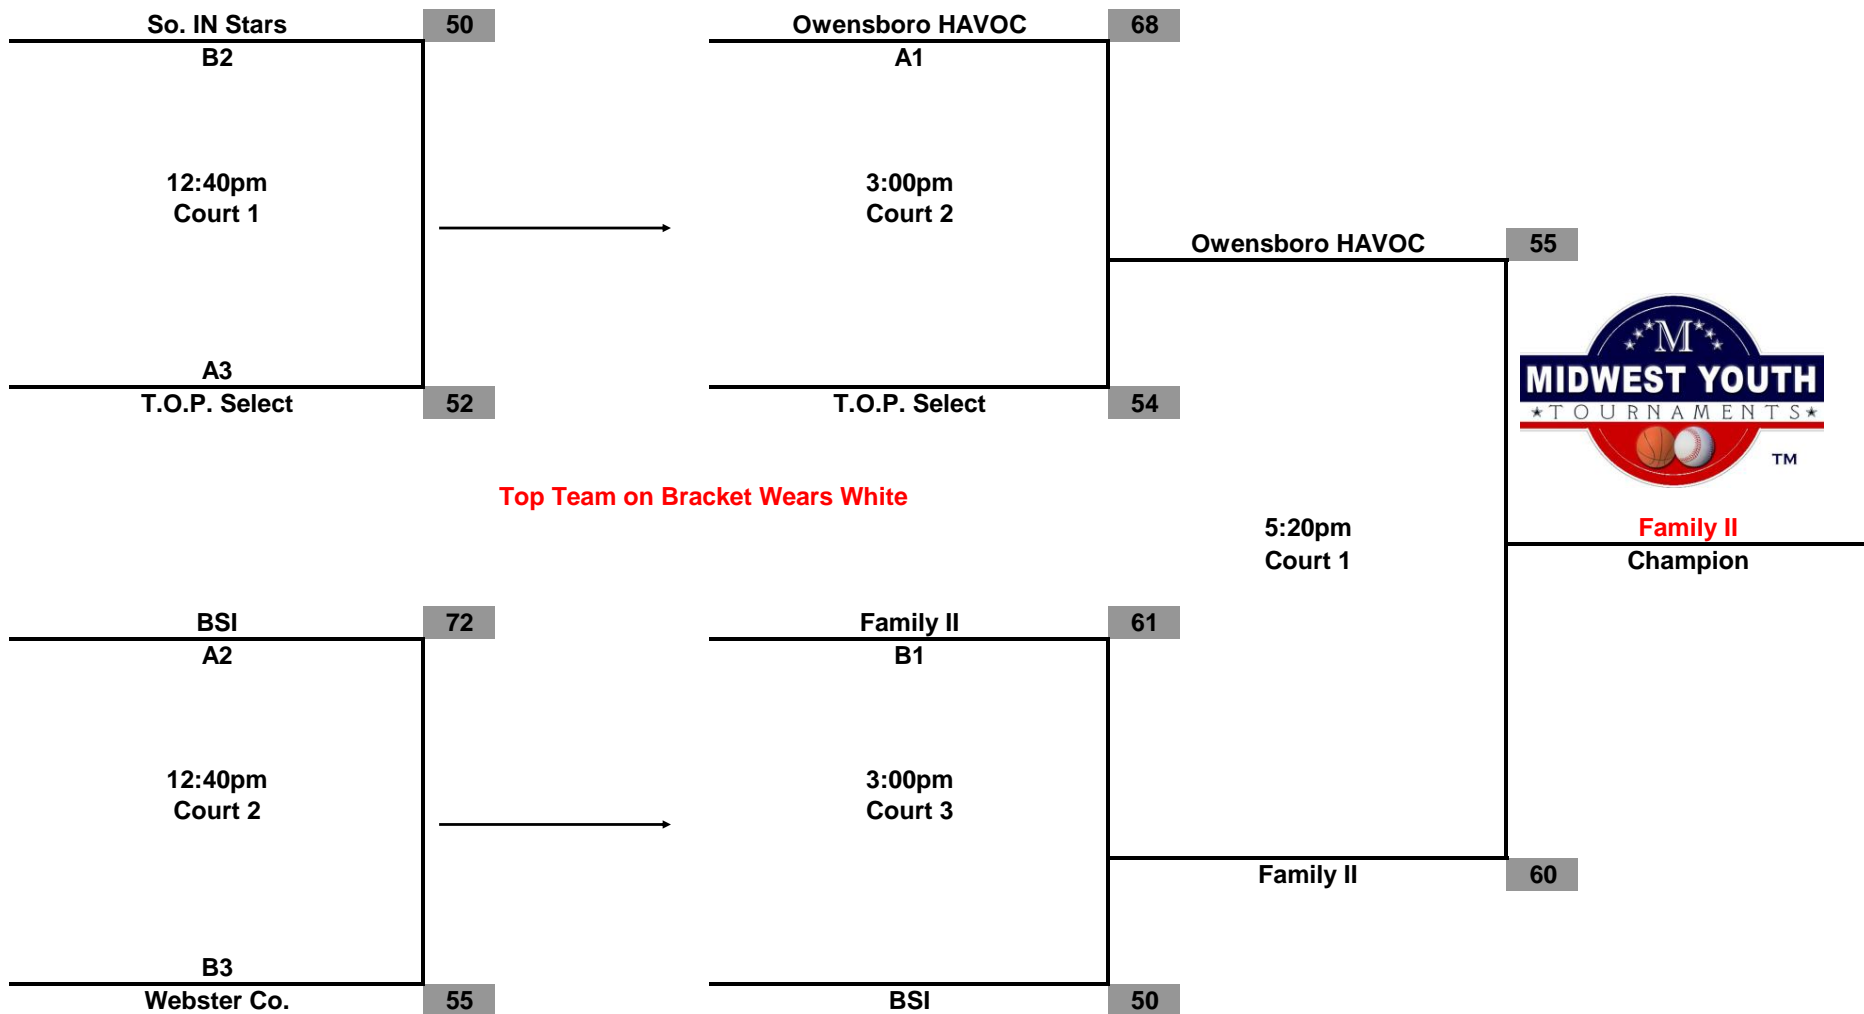 So. IN Stars 50 Owensboro HAVOC 68
B2 A1
12:40pm 3:00pm
Court 1 Court 2
Owensboro HAVOC 55
M
MIDWEST YOUTH
TOURNAMENTS
TM
A3
T.O.P. Select 52 T.O.P. Select 54
Top Team on Bracket Wears White
5:20pm Family II
Court 1 Champion
BSI 72 Family II 61
A2 B1
12:40pm 3:00pm
Court 2 Court 3
Family II 60
B3
Webster Co. 55 BSI 50